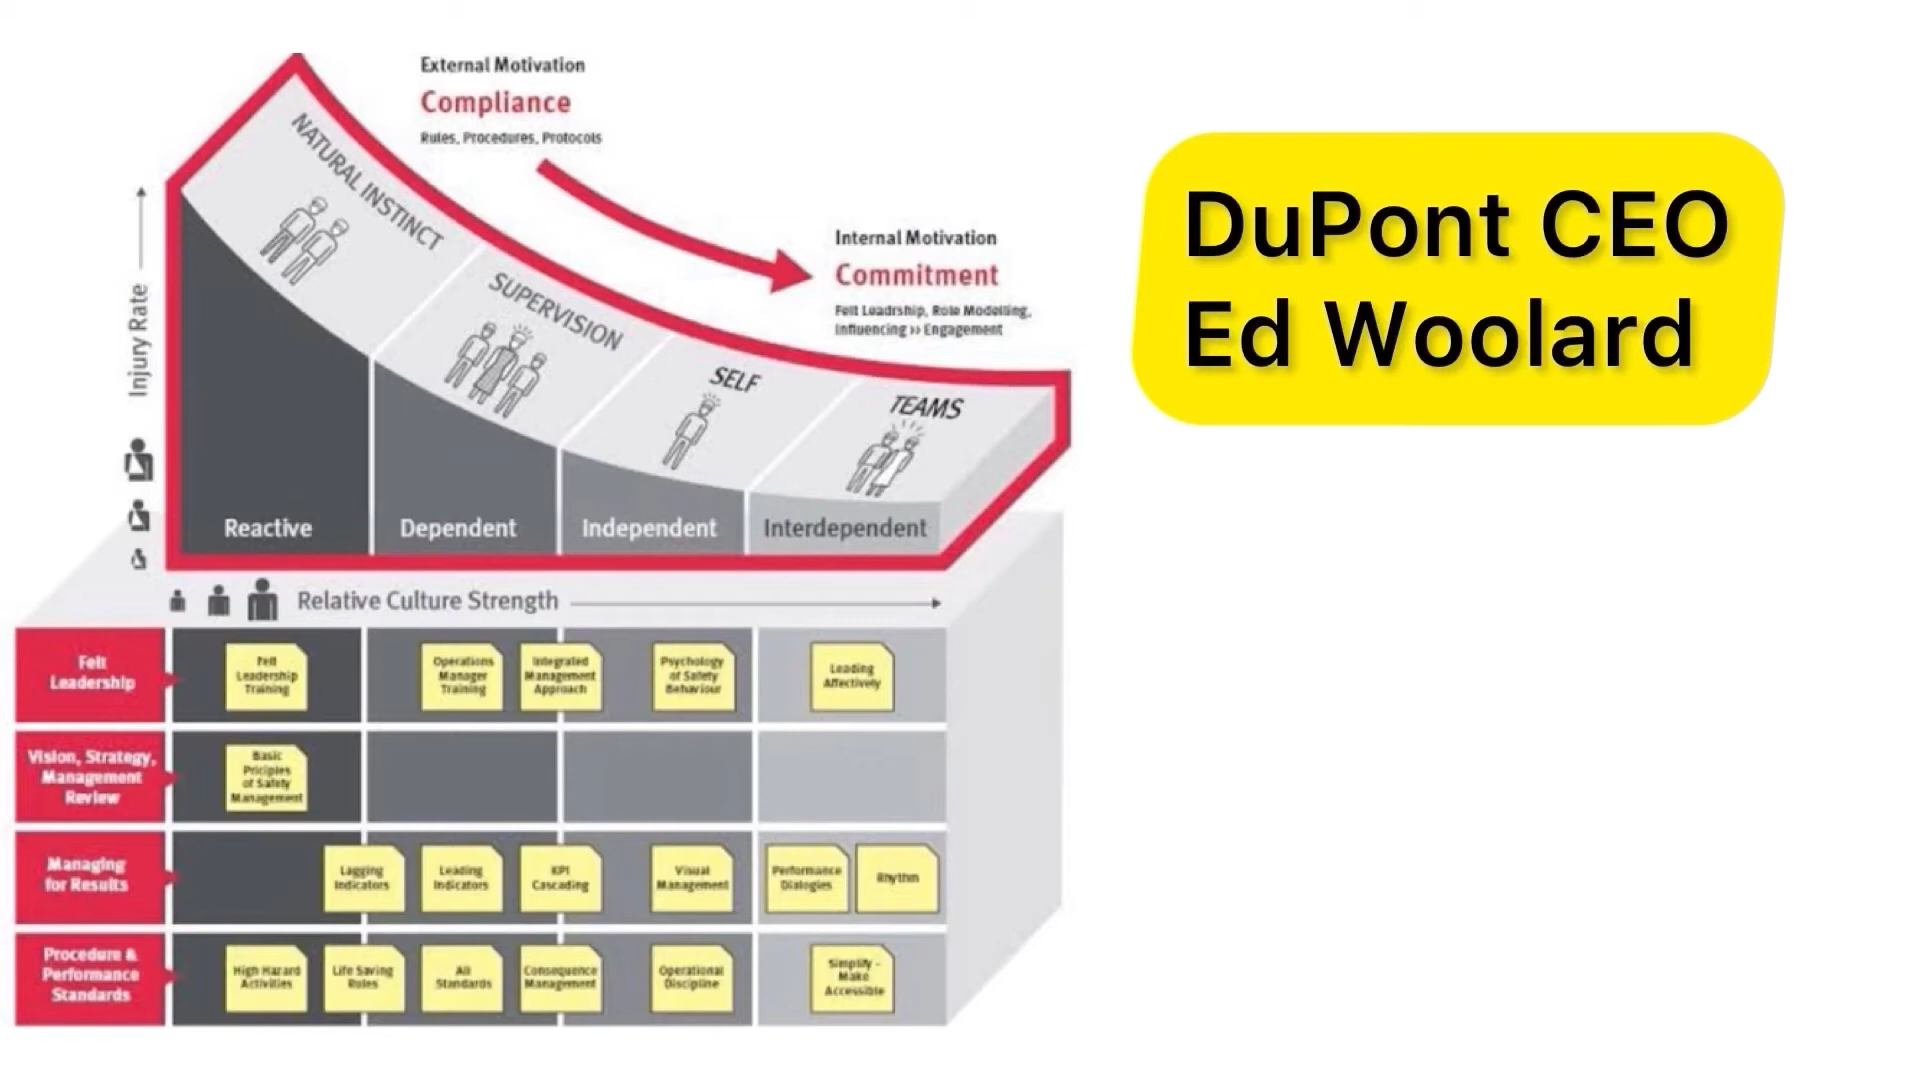 External Motivation
Compliance
Rules, Procedures, Protocols
Internal Motivation
Commitment
Felt Leadrship, Role Modelling,
Influencing >> Engagement
DuPont CEO
Ed Woolard
NATURAL INSTINCT
SUPERVISION
SELF
TEAMS
Injury Rate
Reactive
Dependent
Independent
Interdependent
Relative Culture Strength
Felt
Leadership
Felt
Leadership
Training
Operations
Manager
Training
Integrated
Management
Approach
Psychology
of Safety
Behaviour
Leading
Affectively
Vision, Strategy,
Management
Review
Basic
Priciples
of Safety
Management
Managing
for Results
Lagging
Indicators
Leading
Indicators
KPI
Cascading
Visual
Management
Performance
Dialogies
Rhythm
Procedure &
Performance
Standards
High Hazard
Activities
Life Saving
Rules
All
Standards
Consequence
Management
Operational
Discipline
Simplify -
Make
Accessible